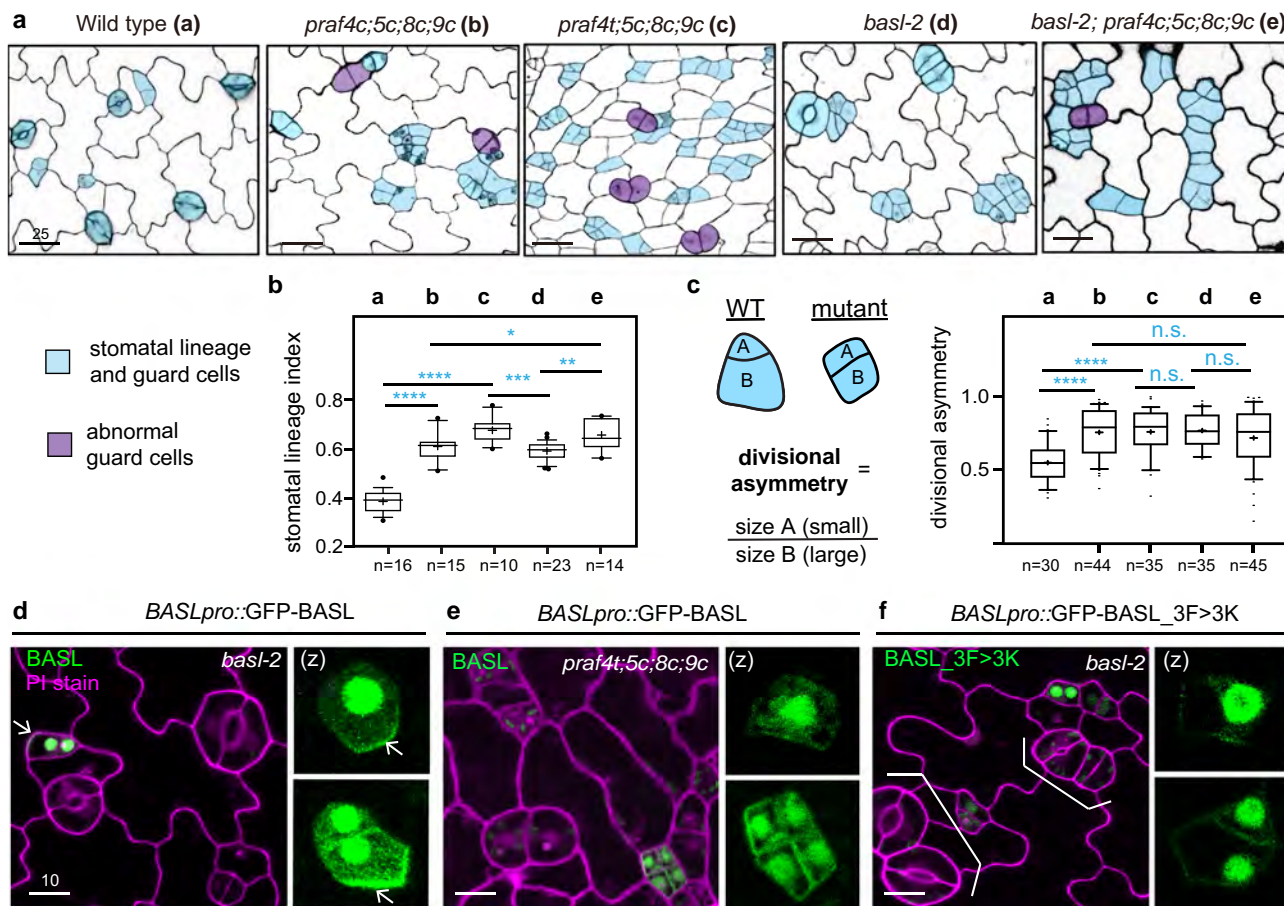 a
Wild type (a)
praf4c;5c;8c;9c (b)
praf4t;5c;8c;9c (c)
basl-2 (d)
basl-2; praf4c;5c;8c;9c (e)
25
stomatal lineage
and guard cells
abnormal
guard cells
b
a b c d e
stomatal lineage index
0.8
0.6
0.4
0.2
*
**
**** ***
****
n=16 n=15 n=10 n=23 n=14
c
WT mutant
A
B
A
B
divisional
asymmetry =
size A (small)
size B (large)
a b c d e
divisional asymmetry
1.0
0.5
n.s.
**** n.s.
**** n.s.
n=30 n=44 n=35 n=35 n=45
BASLpro::GFP-BASL
d
BASL
PI stain
basl-2
(z)
10
BASLpro::GFP-BASL
e
BASL
praf4t;5c;8c;9c
(z)
BASLpro::GFP-BASL_3F>3K
f
BASL_3F>3K
basl-2
(z)